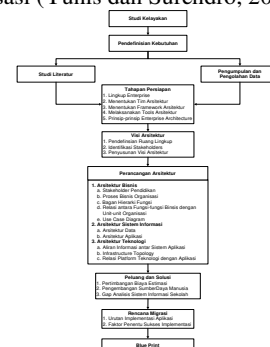 asi (Yunis dan Surendro, 20
Studi Kelayakan
Pendefinisian Kebutuhan
Studi Literatur
Pengumpulan dan
Pengolahan Data
Tahapan Persiapan
1. Lingkup Enterprise
2. Menentukan Tim Arsitektur
3. Menentukan Framework Arsitektur
4. Melaksanakan Tools Arsitektur
5. Prinsip-prinsip Enterprise Architecture
Visi Arsitektur
1. Pendefinisian Ruang Lingkup
2. Identifikasi Stakeholders
3. Penyusunan Visi Arsitektur
Perancangan Arsitektur
1. Arsitektur Bisnis
a. Stakeholder Pendidikan
b. Proses Bisnis Organisasi
c. Bagan Hierarki Fungsi
d. Relasi antara Fungsi-fungsi Bisnis dengan
Unit-unit Organisasi
e. Use Case Diagram
2. Arsitektur Sistem Informasi
a. Arsitektur Data
b. Arsitektur Aplikasi
3. Arsitektur Teknologi
a. Aliran Informasi antar Sistem Aplikasi
b. Infrastructure Topology
c. Relasi Platform Teknologi dengan Aplikasi
Peluang dan Solusi
1. Pertimbangan Biaya Estimasi
2. Pengembangan SumberDaya Manusia
3. Gap Analisis Sistem Informasi Sekolah
Rencana Migrasi
1. Urutan Implementasi Aplikasi
2. Faktor Penentu Sukses Implementasi
Blue Print